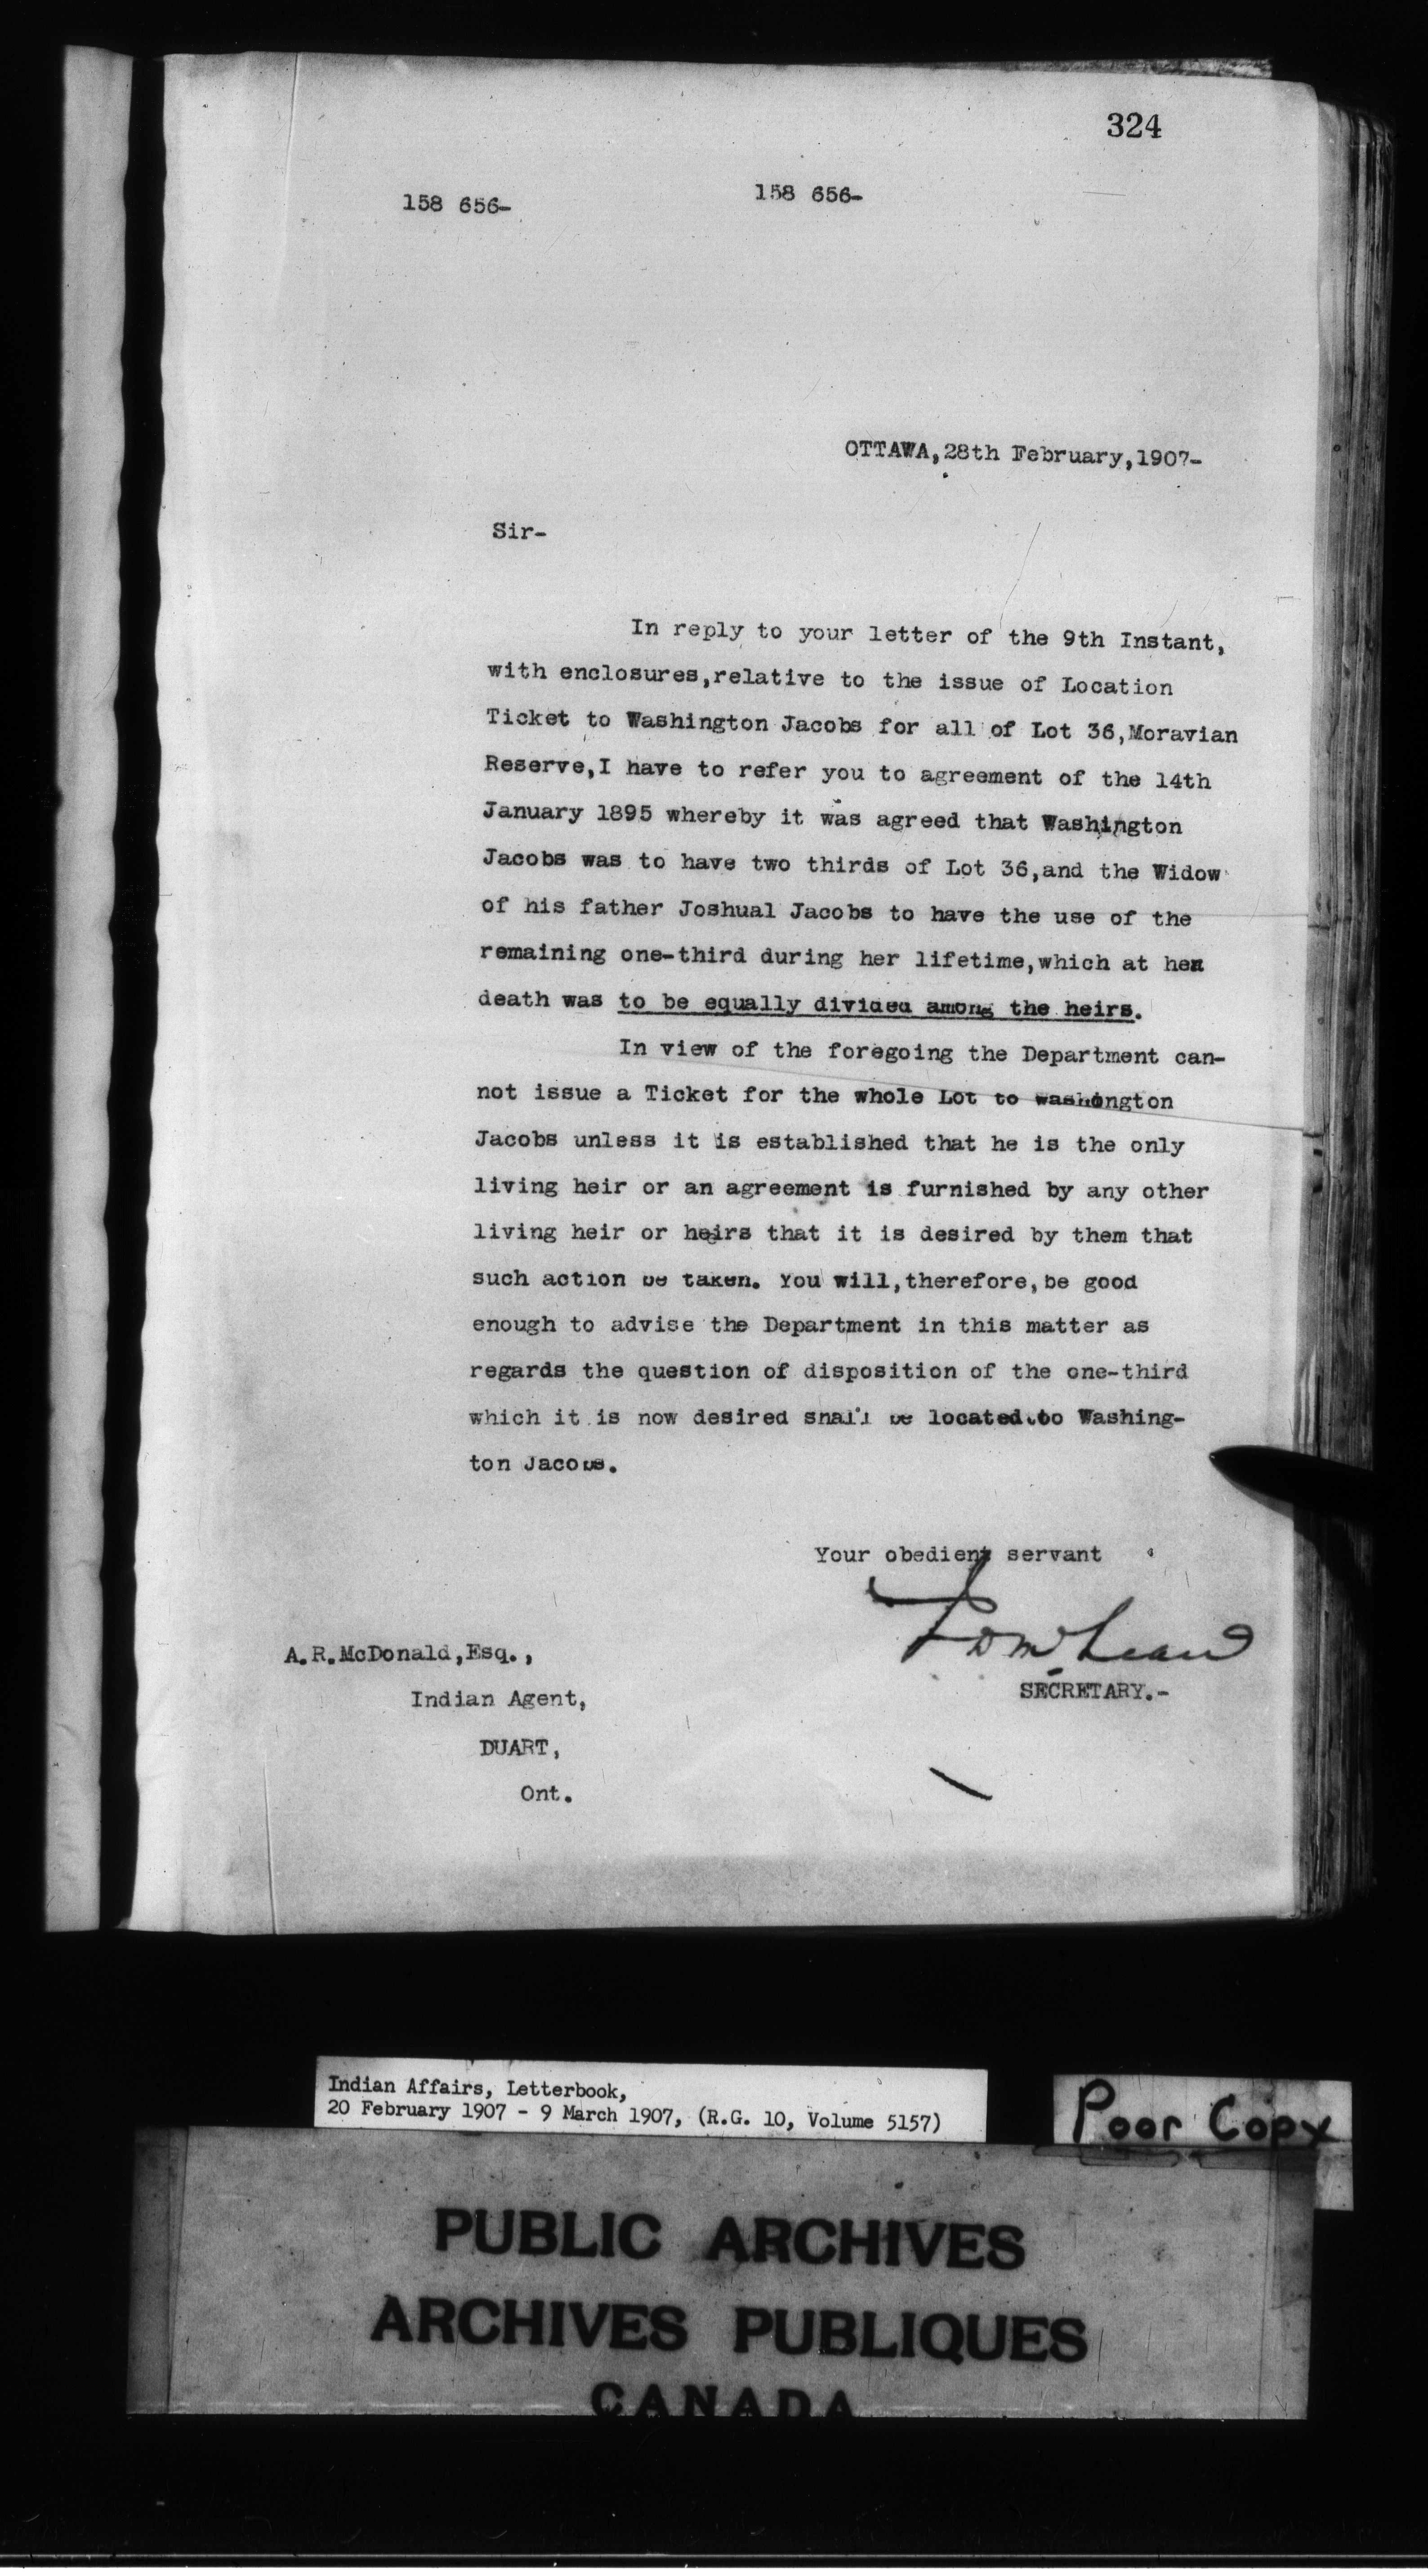 324
158 656-
158 656-
OTTAWA,28th February,1907-
Sir-
In reply to your letter of the 9th Instant,
with enclosures,relative to the issue of Location
Ticket to Washington Jacobs for all of Lot 36,Moravian
Reserve,I have to refer you to agreement of the 14th
January 1895 whereby it was agreed that Washington
Jacobs was to have two thirds of Lot 36,and the Widow
of his father Joshual Jacobs to have the use of the
remaining one-third during her lifetime,which at her
death was to be equally divided among the heirs.
In view of the foregoing the Department can-
not issue a Ticket for the whole Lot to Washington
Jacobs unless it is established that he is the only
living heir or an agreement is furnished by any other
living heir or heirs that it is desired by them that
such action be taken. You will,therefore,be good
enough to advise the Department in this matter as
regards the question of disposition of the one-third
which it is now desired shall be located to Washing-
ton Jacobs.
Your obedient servant
J D McLean
SECRETARY.-
A.R.McDonald,Esq.,
Indian Agent,
DUART,
Ont.
Indian Affairs, Letterbook,
20 February 1907 - 9 March 1907, (R.G. 10, Volume 5157)
Poor Copy
PUBLIC ARCHIVES
ARCHIVES PUBLIQUES
CANADA